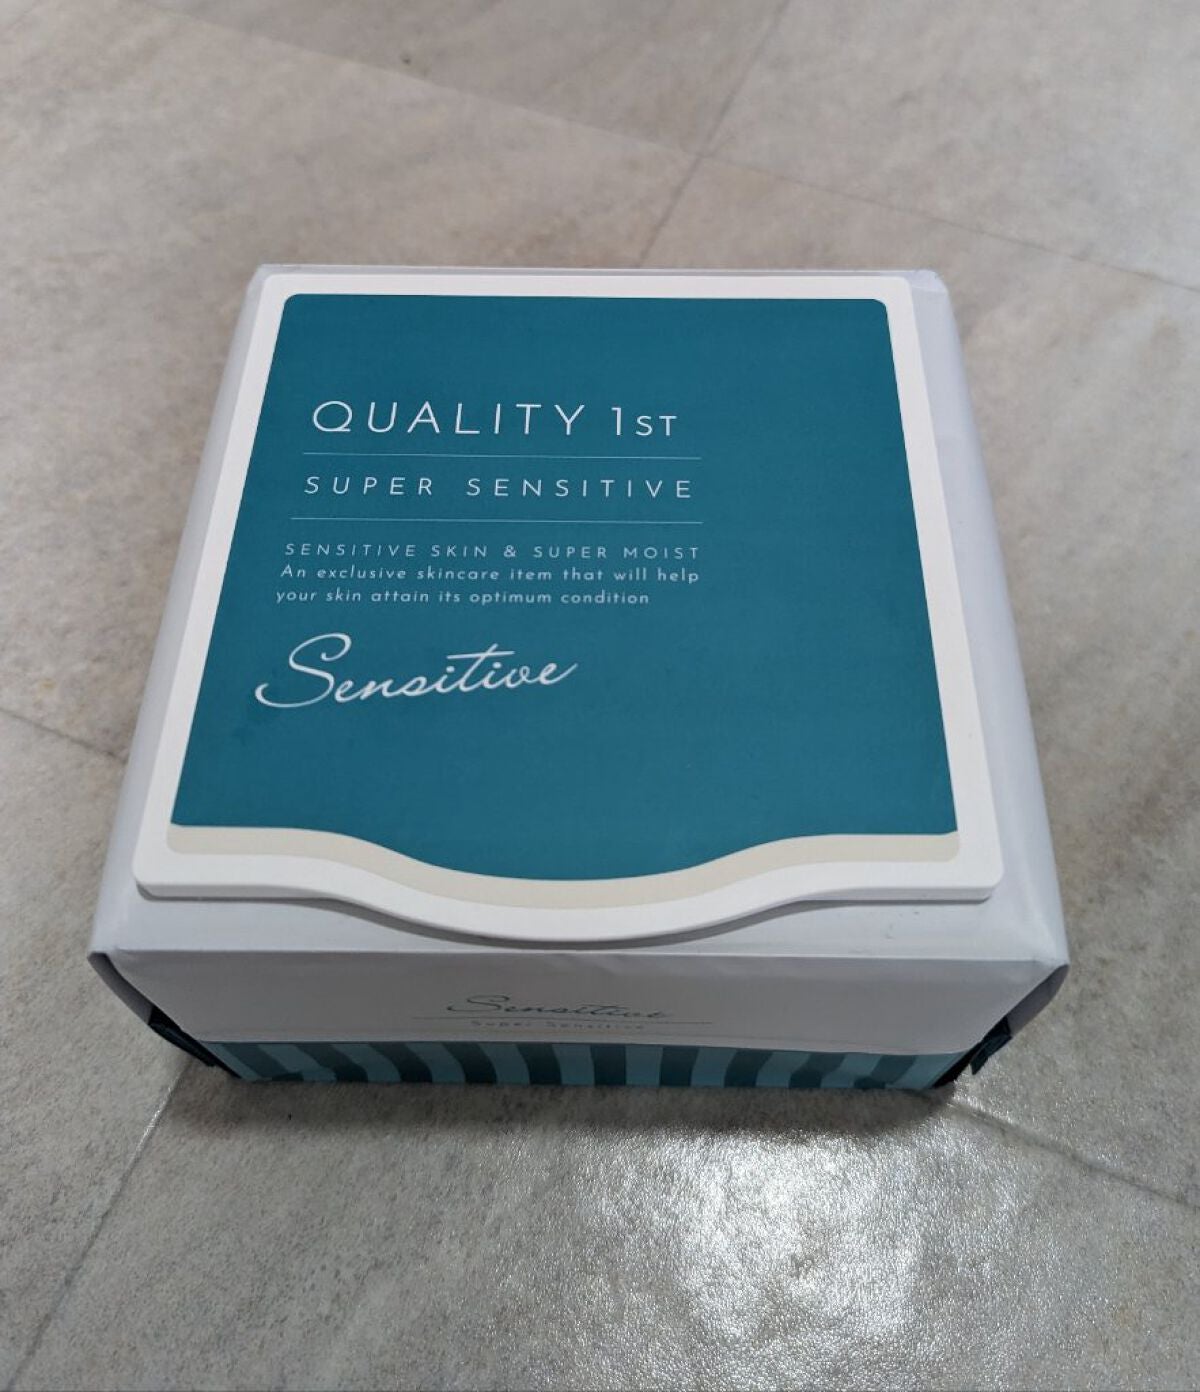 QUALITY 1ST
SUPER SENSITIVE
SENSITIVE SKIN & SUPER MOIST
An exclusive skincare item that will help
your skin attain its optimum condition
Sensitive
Sensitive
Super Sensitive